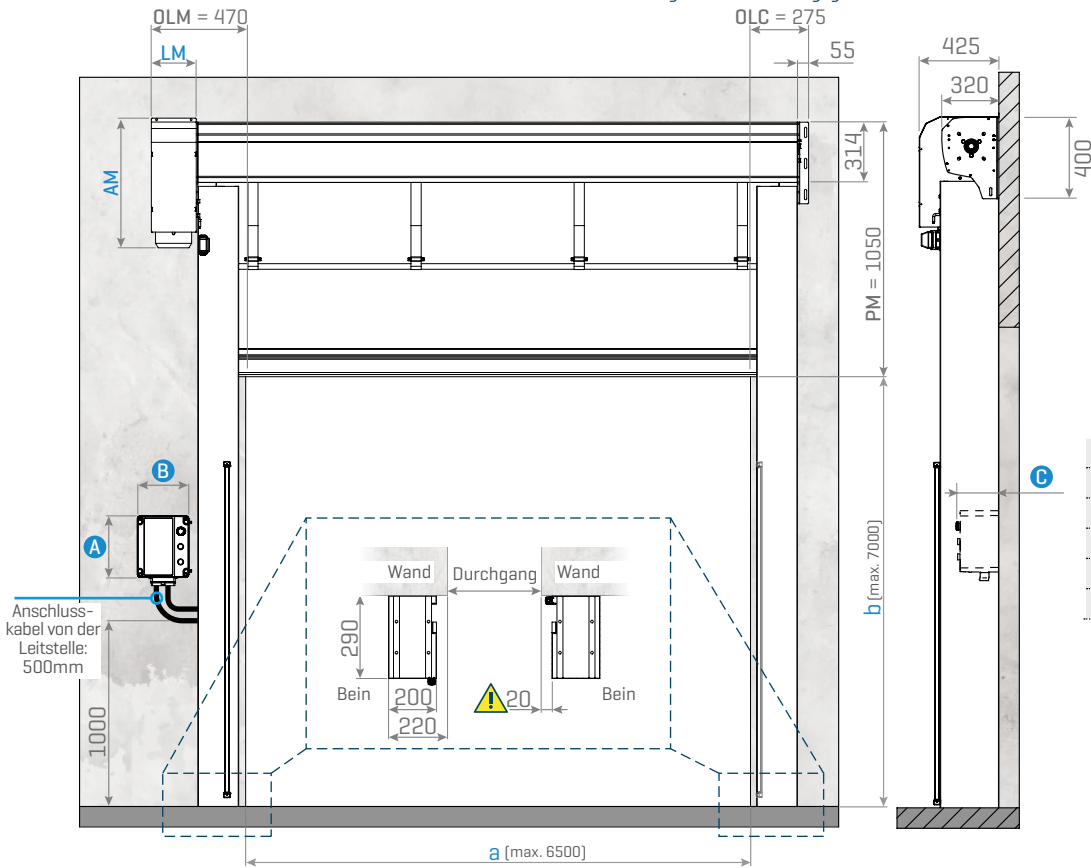 OLM = 470
OLC = 275
LM
55
425
320
AM
314
400
PM = 1050
B
C
A
Wand
Durchgang
Wand
Anschluss-
kabel von der
Leitstelle:
500mm
290
b (max. 7000)
Bein
200
20
Bein
220
1000
a (max. 6500)